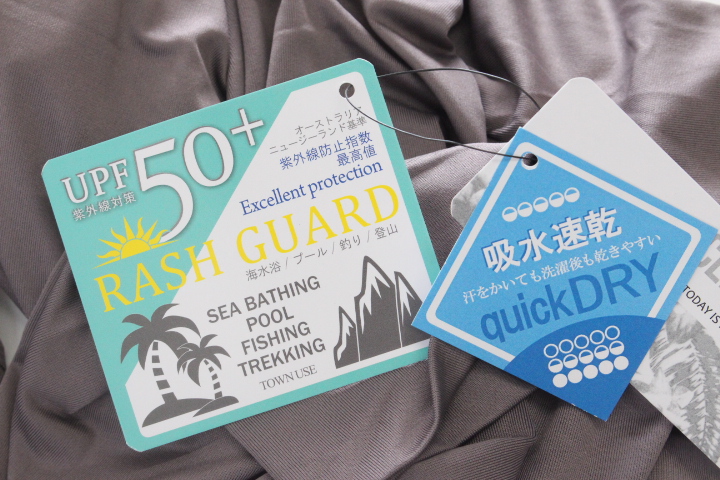 UPF50+
紫外線対策
オーストラリア
ニュージーランド基準
紫外線防止指数
最高値
Excellent protection
RASH GUARD
海水浴/プール/釣り/登山
SEA BATHING
POOL
FISHING
TREKKING
TOWN USE
吸水速乾
汗をかいても洗濯後も乾きやすい
quickDRY
TODAY IS